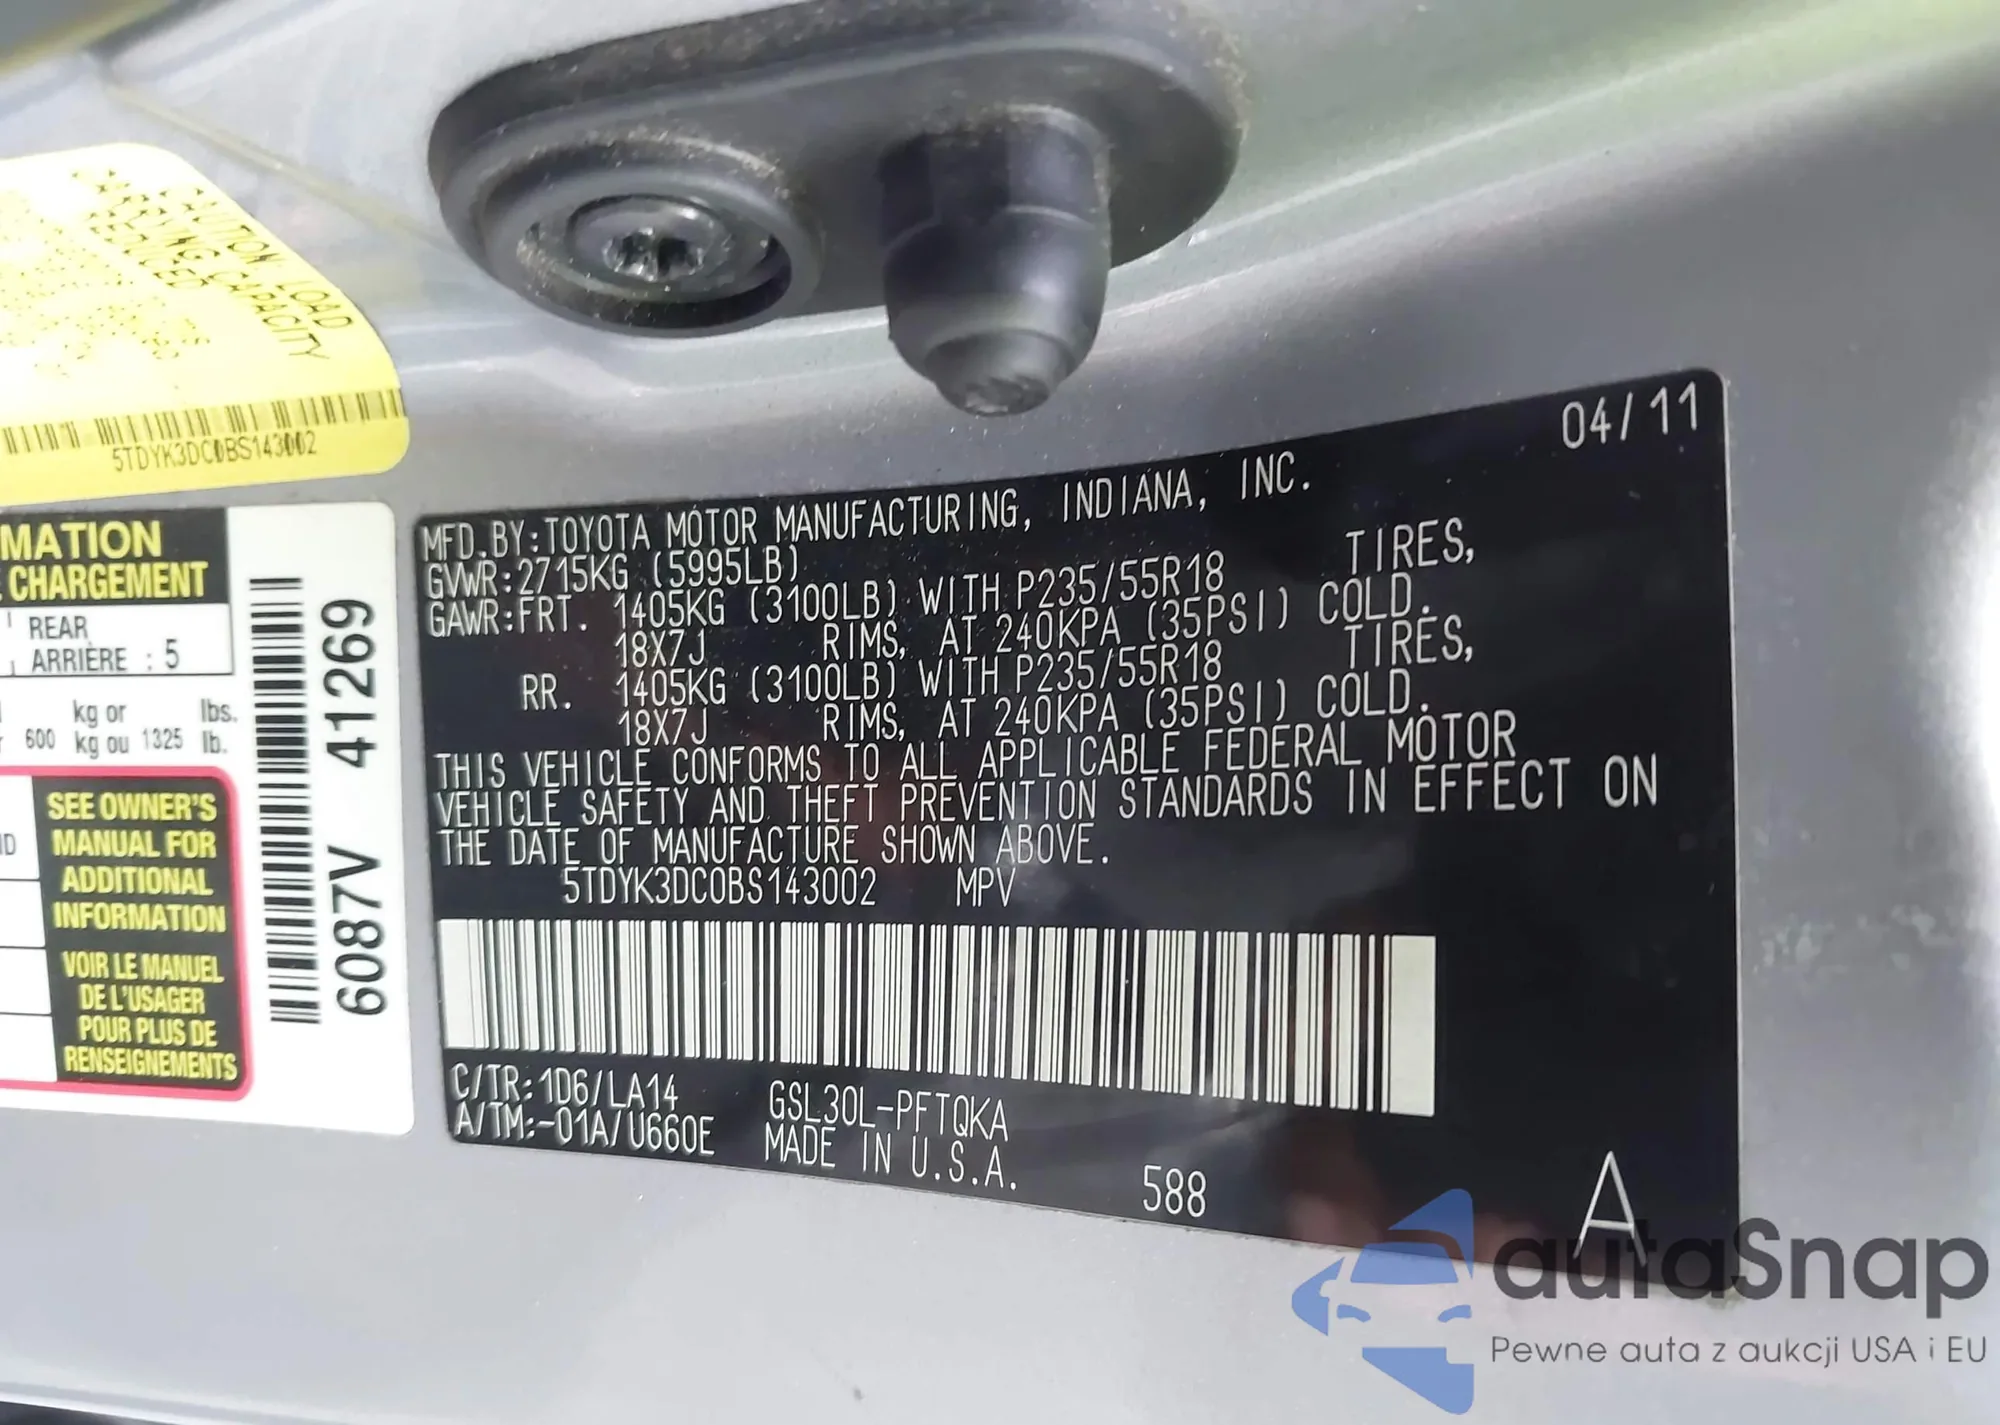 CAUTION: LOAD
CARRYING CAPACITY
REDUCED
5TDYK3DC0BS143002
MATION
CHARGEMENT
REAR
ARRIÈRE : 5
kg or lbs.
600 kg ou 1325 lb.
SEE OWNER'S
MANUAL FOR
ADDITIONAL
INFORMATION
VOIR LE MANUEL
DE L'USAGER
POUR PLUS DE
RENSEIGNEMENTS
6087V 41269
04/11
MFD.BY:TOYOTA MOTOR MANUFACTURING, INDIANA, INC.
GVWR:2715KG (5995LB)
GAWR:FRT. 1405KG (3100LB) WITH P235/55R18 TIRES,
18X7J RIMS, AT 240KPA (35PSI) COLD.
RR. 1405KG (3100LB) WITH P235/55R18 TIRES,
18X7J RIMS, AT 240KPA (35PSI) COLD.
THIS VEHICLE CONFORMS TO ALL APPLICABLE FEDERAL MOTOR
VEHICLE SAFETY AND THEFT PREVENTION STANDARDS IN EFFECT ON
THE DATE OF MANUFACTURE SHOWN ABOVE.
5TDYK3DC0BS143002 MPV
C/TR:1D6/LA14 GSL30L-PFTQKA
A/TM:-01A/U660E MADE IN U.S.A.
588
A
autaSnap
Pewne auta z aukcji USA i EU